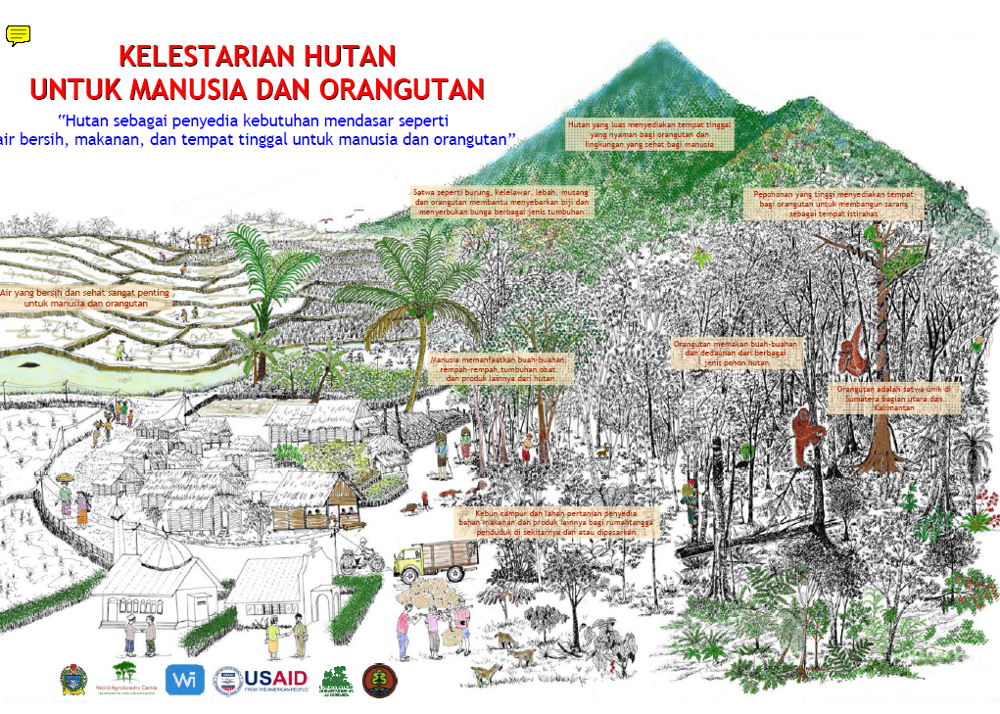 KELESTARIAN HUTAN
UNTUK MANUSIA DAN ORANGUTAN
“Hutan sebagai penyedia kebutuhan mendasar seperti
air bersih, makanan, dan tempat tinggal untuk manusia dan orangutan”
Hutan yang luas menyediakan tempat tinggal
yang nyaman bagi orangutan dan
lingkungan yang sehat bagi manusia
Satwa seperti burung, kelelawar, lebah, musang
dan orangutan membantu menyebarkan biji dan
menyerbukan bunga berbagai jenis tumbuhan
Pepohonan yang tinggi menyediakan tempat
bagi orangutan untuk membangun sarang
sebagai tempat istirahat
Air yang bersih dan sehat sangat penting
untuk manusia dan orangutan
Manusia memanfaatkan buah-buahan,
rempah-rempah,tumbuhan obat,
dan produk lainnya dari hutan
Orangutan memakan buah-buahan
dan dedaunan dari berbagai
jenis pohon hutan
Orangutan adalah satwa unik di
Sumatera bagian utara dan
Kalimantan
Kebun campur dan lahan pertanian penyedia
bahan makanan dan produk lainnya bagi rumahtangga
penduduk di sekitarnya dan atau dipasarkan
World Agroforestry Centre
WI
USAID
FROM THE AMERICAN PEOPLE